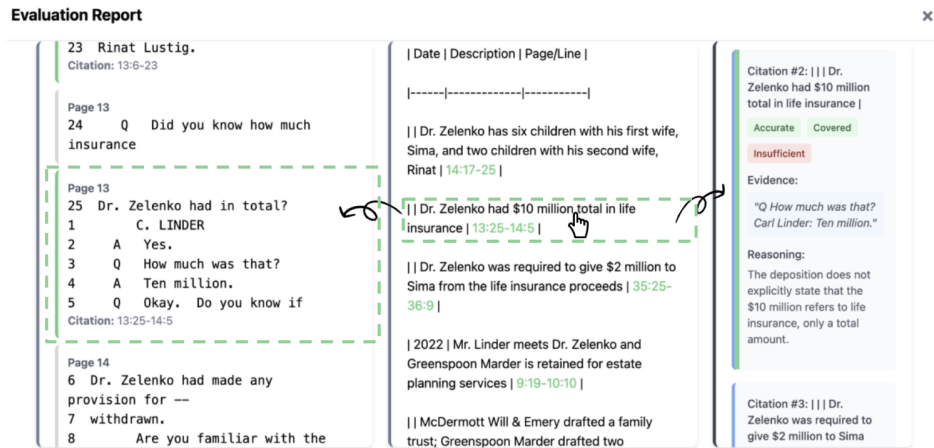 Evaluation Report
×
23 Rinat Lustig.
Citation: 13:6-23
Page 13
24 Q Did you know how much
insurance
Page 13
25 Dr. Zelenko had in total?
1 C. LINDER
2 A Yes.
3 Q How much was that?
4 A Ten million.
5 Q Okay. Do you know if
Citation: 13:25-14:5
Page 14
6 Dr. Zelenko had made any
provision for --
7 withdrawn.
8 Are you familiar with the
| Date | Description | Page/Line |
|------|-------------|-----------|
| | Dr. Zelenko has six children with his first wife,
Sima, and two children with his second wife,
Rinat | 14:17-25 |
| | Dr. Zelenko had $10 million total in life
insurance | 13:25-14:5 |
| | Dr. Zelenko was required to give $2 million to
Sima from the life insurance proceeds | 35:25-
36:9 |
| 2022 | Mr. Linder meets Dr. Zelenko and
Greenspoon Marder is retained for estate
planning services | 9:19-10:10 |
| | McDermott Will & Emery drafted a family
trust; Greenspoon Marder drafted two
Citation #2: | | | Dr.
Zelenko had $10 million
total in life insurance |
Accurate Covered
Insufficient
Evidence:
"Q How much was that?
Carl Linder: Ten million."
Reasoning:
The deposition does not
explicitly state that the
$10 million refers to life
insurance, only a total
amount.
Citation #3: | | | Dr.
Zelenko was required to
give $2 million to Sima